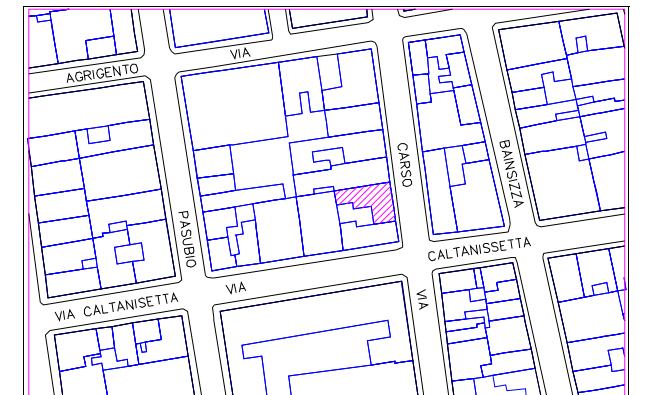 VIA
AGRIGENTO
CARSO
BAINSIZZA
PASUBIO
CALTANISSETTA
VIA
VIA
VIA CALTANISETTA